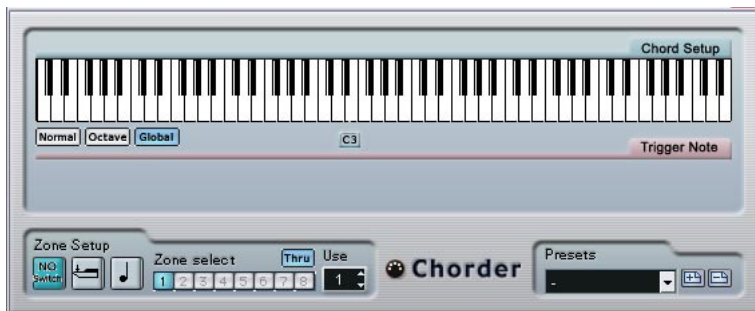 Chord Setup
Normal Octave Global
C3
Trigger Note
Zone Setup
NO Switch
Zone select Thru Use
1 2 3 4 5 6 7 8 1
Chorder
Presets
-